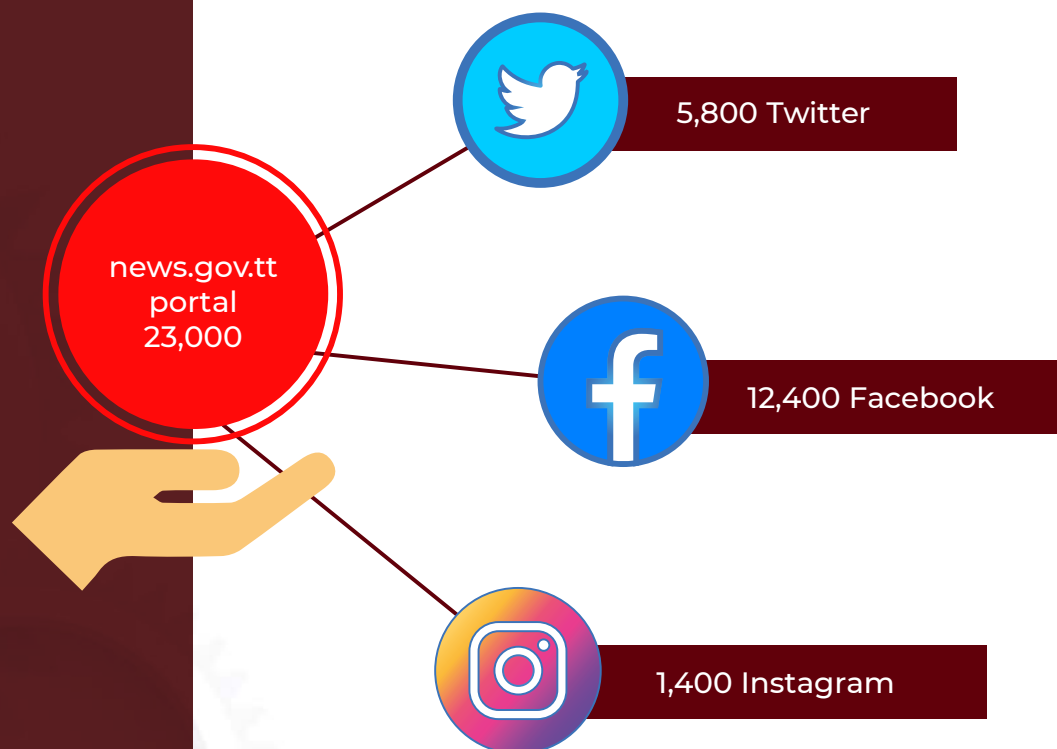 5,800 Twitter
news.gov.tt
portal
23,000
12,400 Facebook
1,400 Instagram